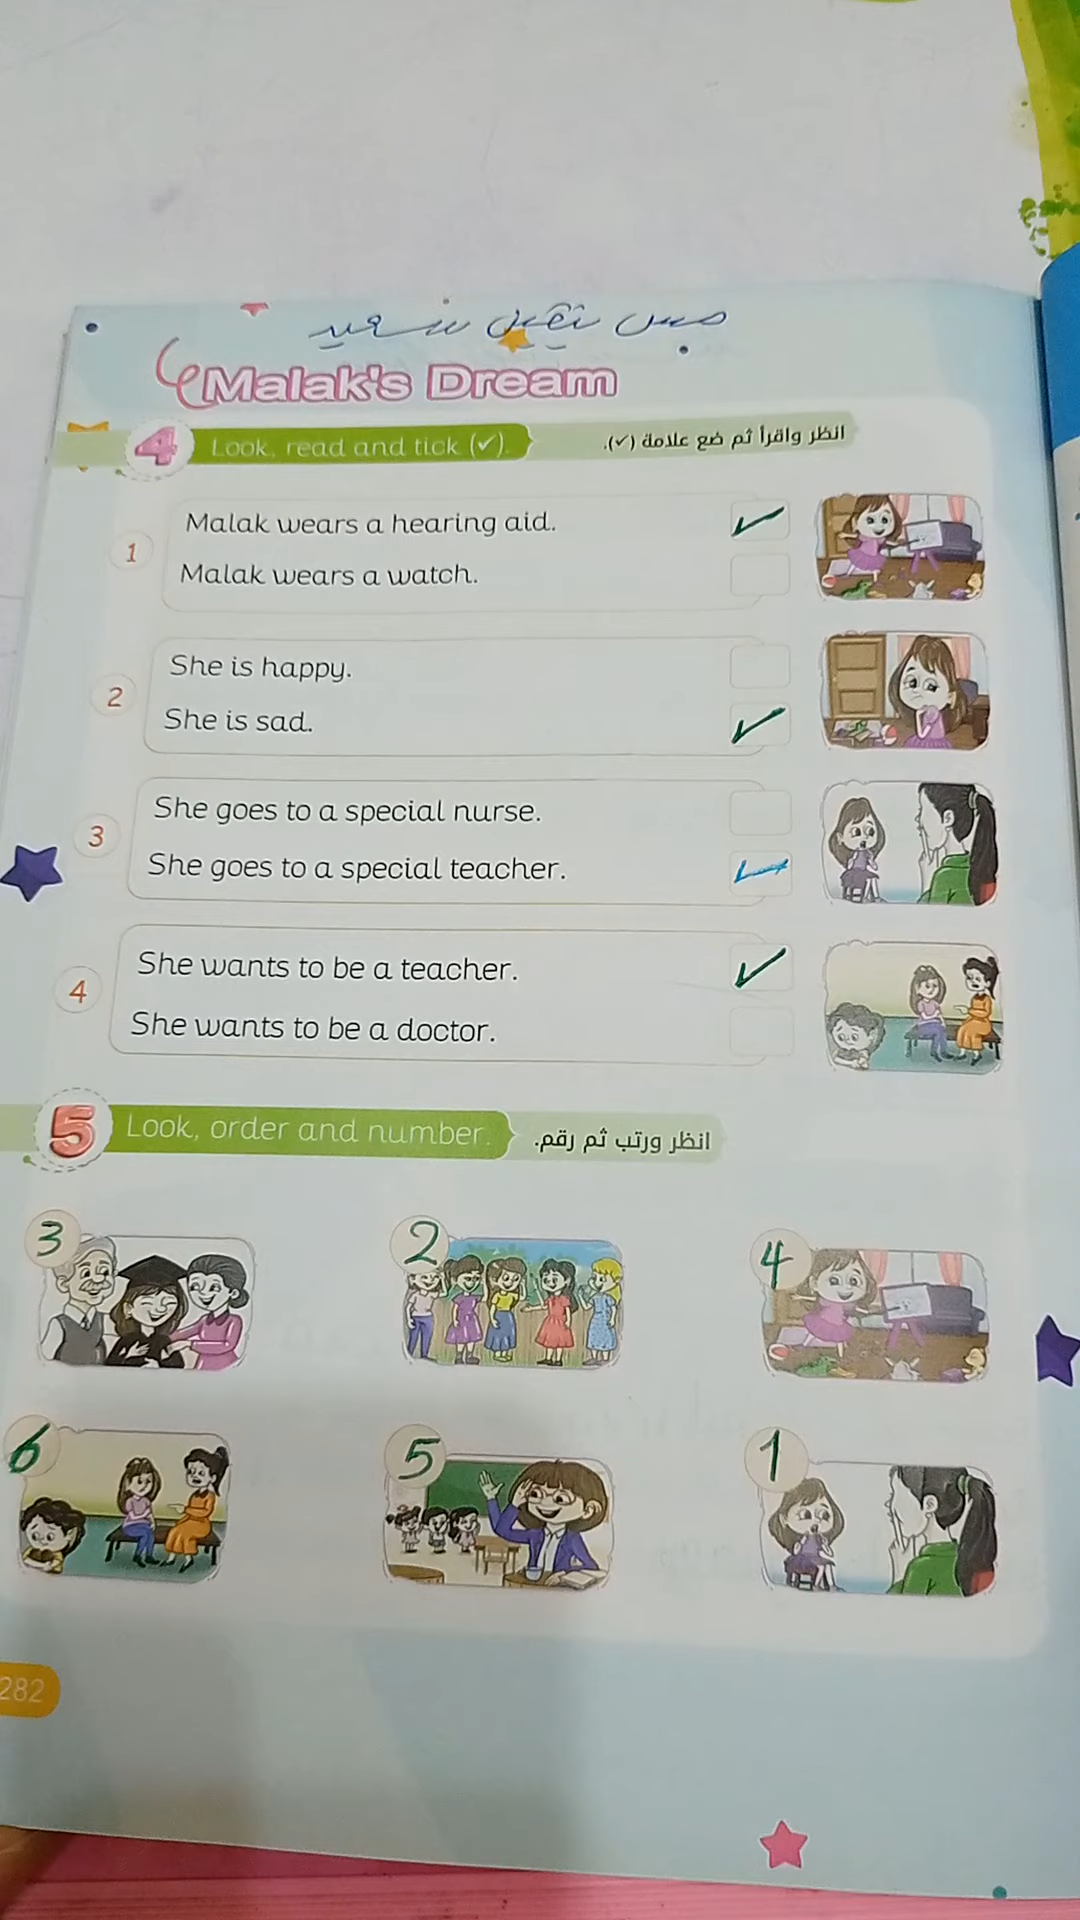 Malak's Dream
4 Look, read and tick (✓). انظر واقرأ ثم ضع علامة (✓).
1
Malak wears a hearing aid. ✓
Malak wears a watch.
2
She is happy.
She is sad. ✓
3
She goes to a special nurse.
She goes to a special teacher. ✓
4
She wants to be a teacher. ✓
She wants to be a doctor.
5 Look, order and number. انظر ورتب ثم رقم.
3 2 4
6 5 1
282